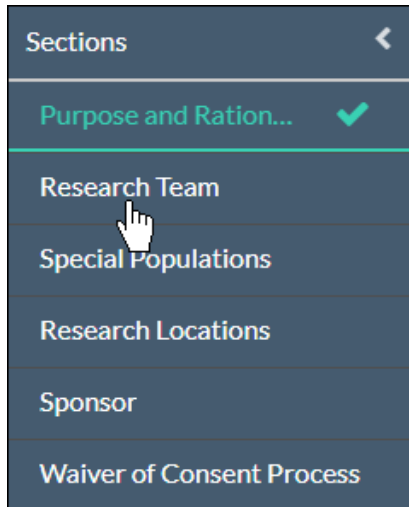 Sections
Purpose and Ration...
Research Team
Special Populations
Research Locations
Sponsor
Waiver of Consent Process